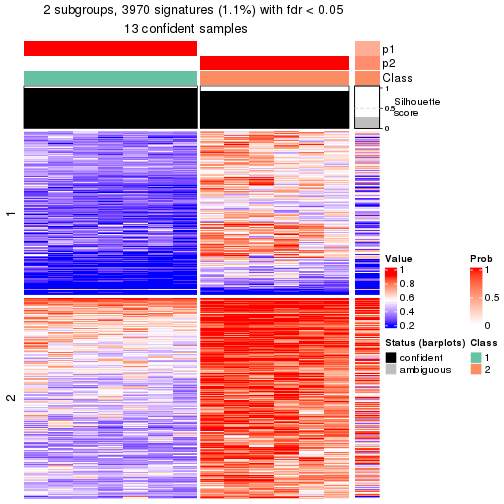 2 subgroups, 3970 signatures (1.1%) with fdr < 0.05
13 confident samples
p1
p2
Class
1
0.5
0
Silhouette
score
1
2
Value
1
0.8
0.6
0.4
0.2
Prob
1
0.5
0
Status (barplots)
confident
ambiguous
Class
1
2